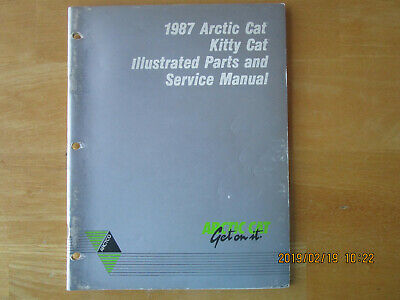 1987 Arctic Cat
Kitty Cat
Illustrated Parts and
Service Manual
ARCTIC CAT
Get on it.
ARCTCO
2019/02/19 10:22